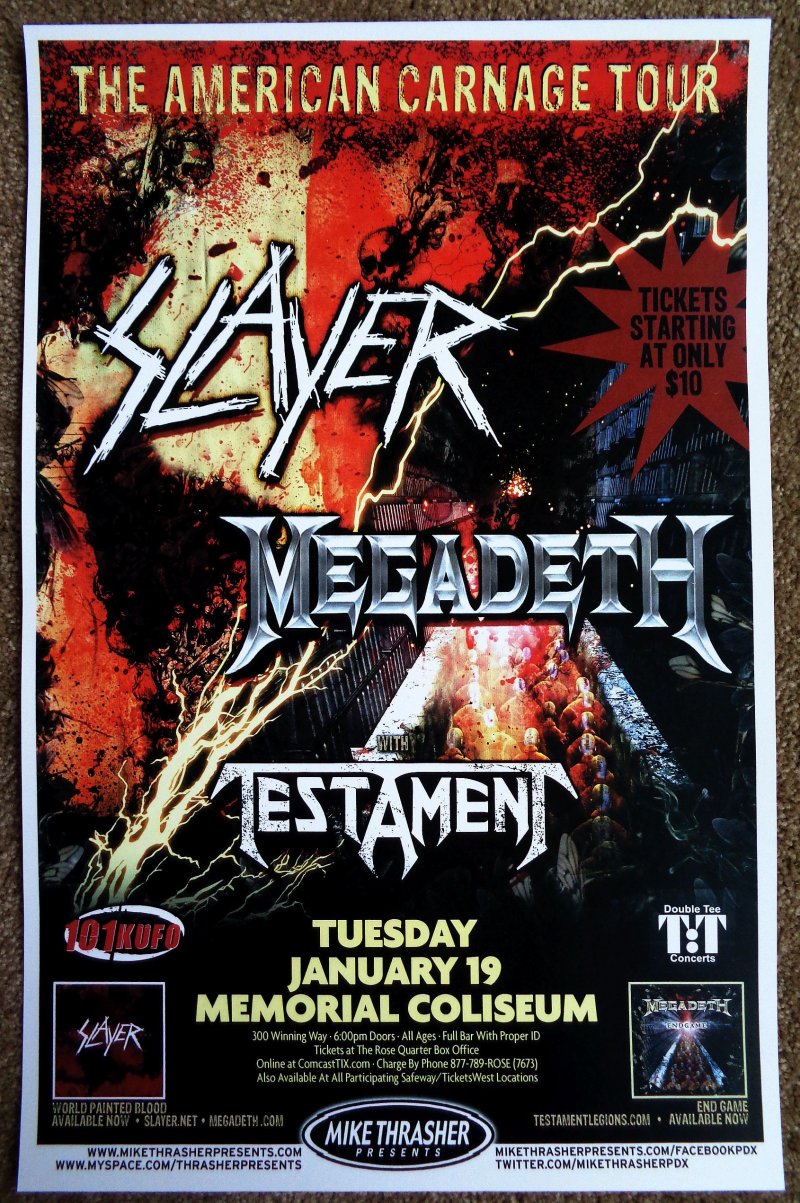 THE AMERICAN CARNAGE TOUR
SLAYER
TICKETS
STARTING
AT ONLY
$10
MEGADETH
WITH
TESTAMENT
101KUFO
Double Tee
TT
Concerts
TUESDAY
JANUARY 19
MEMORIAL COLISEUM
300 Winning Way · 6:00pm Doors · All Ages · Full Bar With Proper ID
Tickets at The Rose Quarter Box Office
Online at ComcastTIX.com · Charge By Phone 877-789-ROSE (7673)
Also Available At All Participating Safeway/TicketsWest Locations
SLAYER
MEGADETH
ENDGAME
WORLD PAINTED BLOOD
AVAILABLE NOW · SLAYER.NET · MEGADETH.COM
END GAME
TESTAMENTLEGIONS.COM · AVAILABLE NOW
MIKE THRASHER
PRESENTS
WWW.MIKETHRASHERPRESENTS.COM
WWW.MYSPACE.COM/THRASHERPRESENTS
MIKETHRASHERPRESENTS.COM/FACEBOOKPDX
TWITTER.COM/MIKETHRASHERPDX